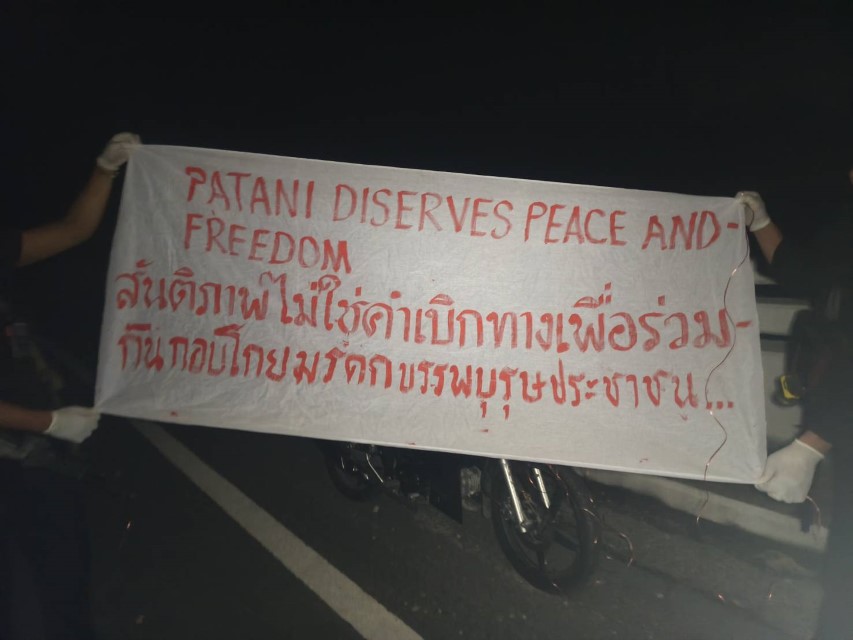 PATANI DISERVES PEACE AND-
FREEDOM
สันติภาพไม่ใช่คำเบิกทางเพื่อร่วม-
กินกอบโกยมรดกบรรพบุรุษประชาชน...